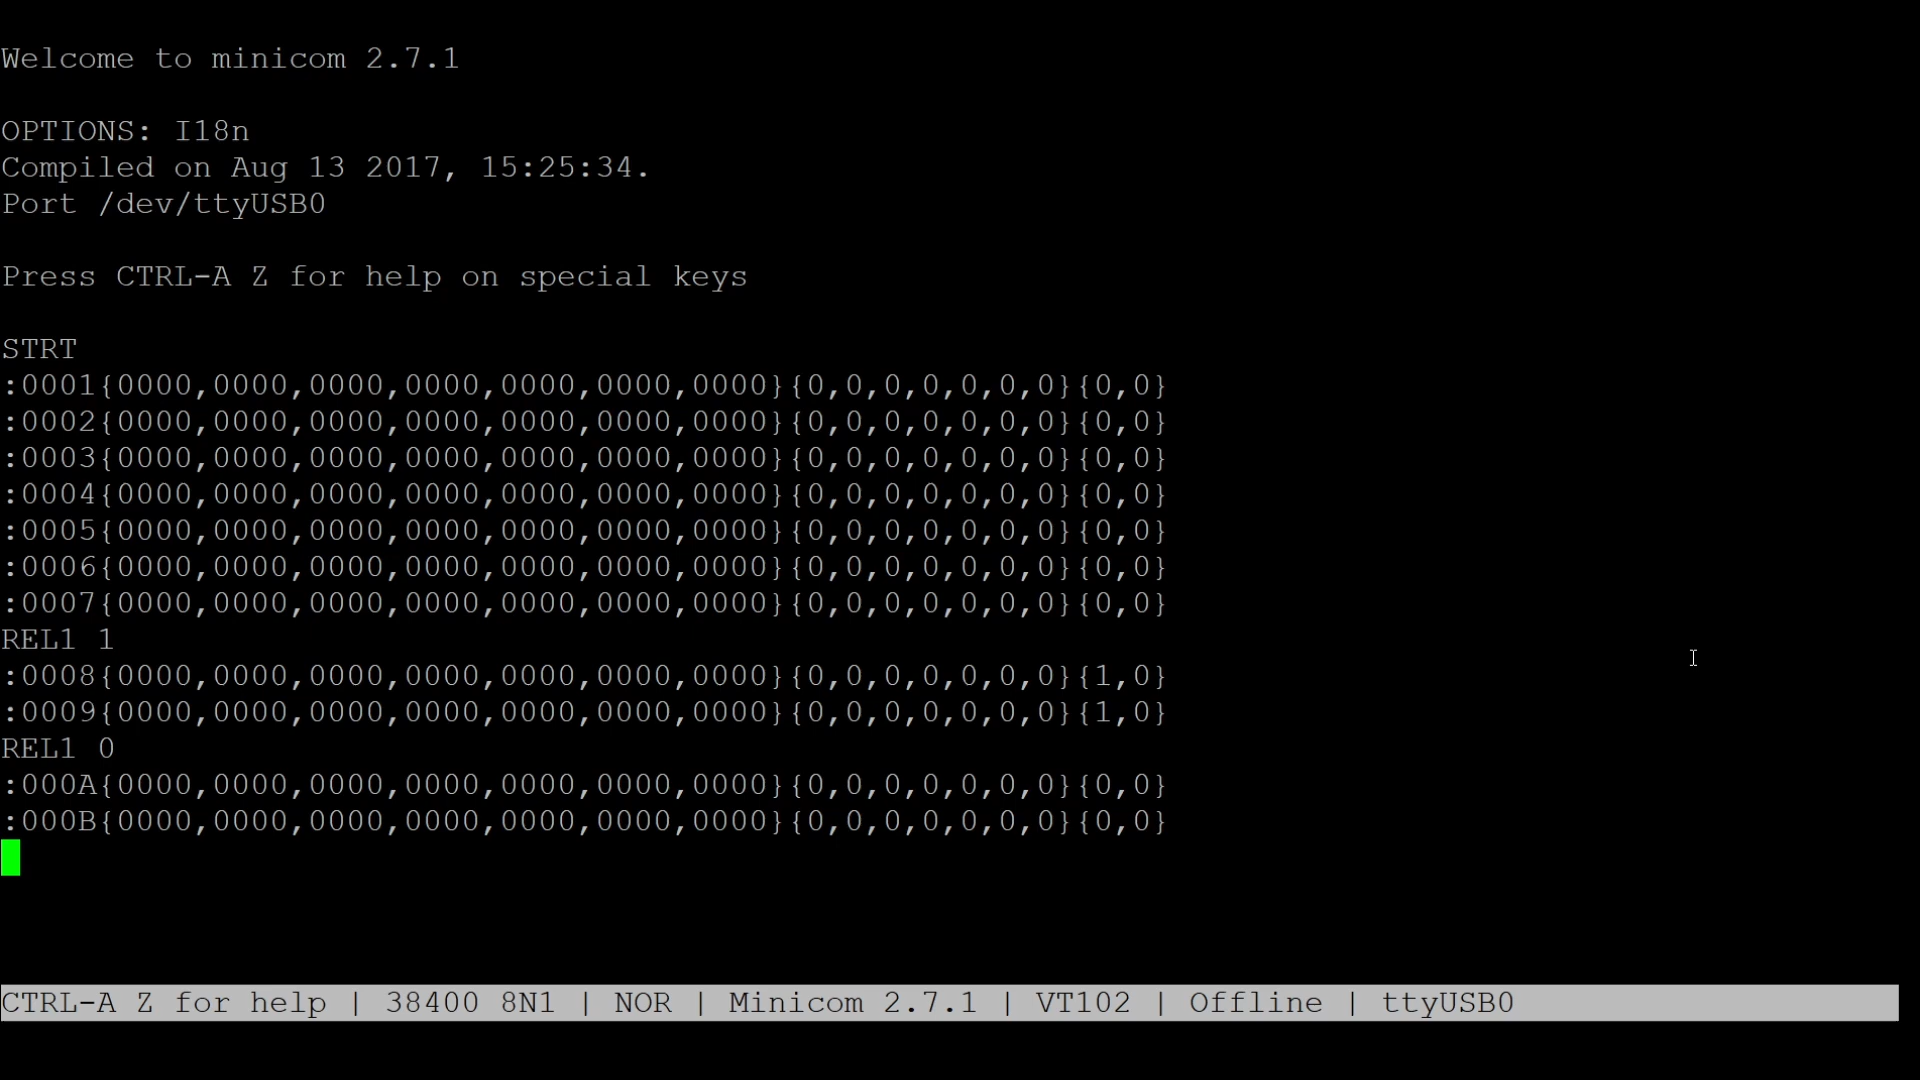 Welcome to minicom 2.7.1
OPTIONS: I18n
Compiled on Aug 13 2017, 15:25:34.
Port /dev/ttyUSB0
Press CTRL-A Z for help on special keys
STRT
:0001{0000,0000,0000,0000,0000,0000,0000}{0,0,0,0,0,0,0}{0,0}
:0002{0000,0000,0000,0000,0000,0000,0000}{0,0,0,0,0,0,0}{0,0}
:0003{0000,0000,0000,0000,0000,0000,0000}{0,0,0,0,0,0,0}{0,0}
:0004{0000,0000,0000,0000,0000,0000,0000}{0,0,0,0,0,0,0}{0,0}
:0005{0000,0000,0000,0000,0000,0000,0000}{0,0,0,0,0,0,0}{0,0}
:0006{0000,0000,0000,0000,0000,0000,0000}{0,0,0,0,0,0,0}{0,0}
:0007{0000,0000,0000,0000,0000,0000,0000}{0,0,0,0,0,0,0}{0,0}
REL1 1
:0008{0000,0000,0000,0000,0000,0000,0000}{0,0,0,0,0,0,0}{1,0}
:0009{0000,0000,0000,0000,0000,0000,0000}{0,0,0,0,0,0,0}{1,0}
REL1 0
:000A{0000,0000,0000,0000,0000,0000,0000}{0,0,0,0,0,0,0}{0,0}
:000B{0000,0000,0000,0000,0000,0000,0000}{0,0,0,0,0,0,0}{0,0}
CTRL-A Z for help | 38400 8N1 | NOR | Minicom 2.7.1 | VT102 | Offline | ttyUSB0